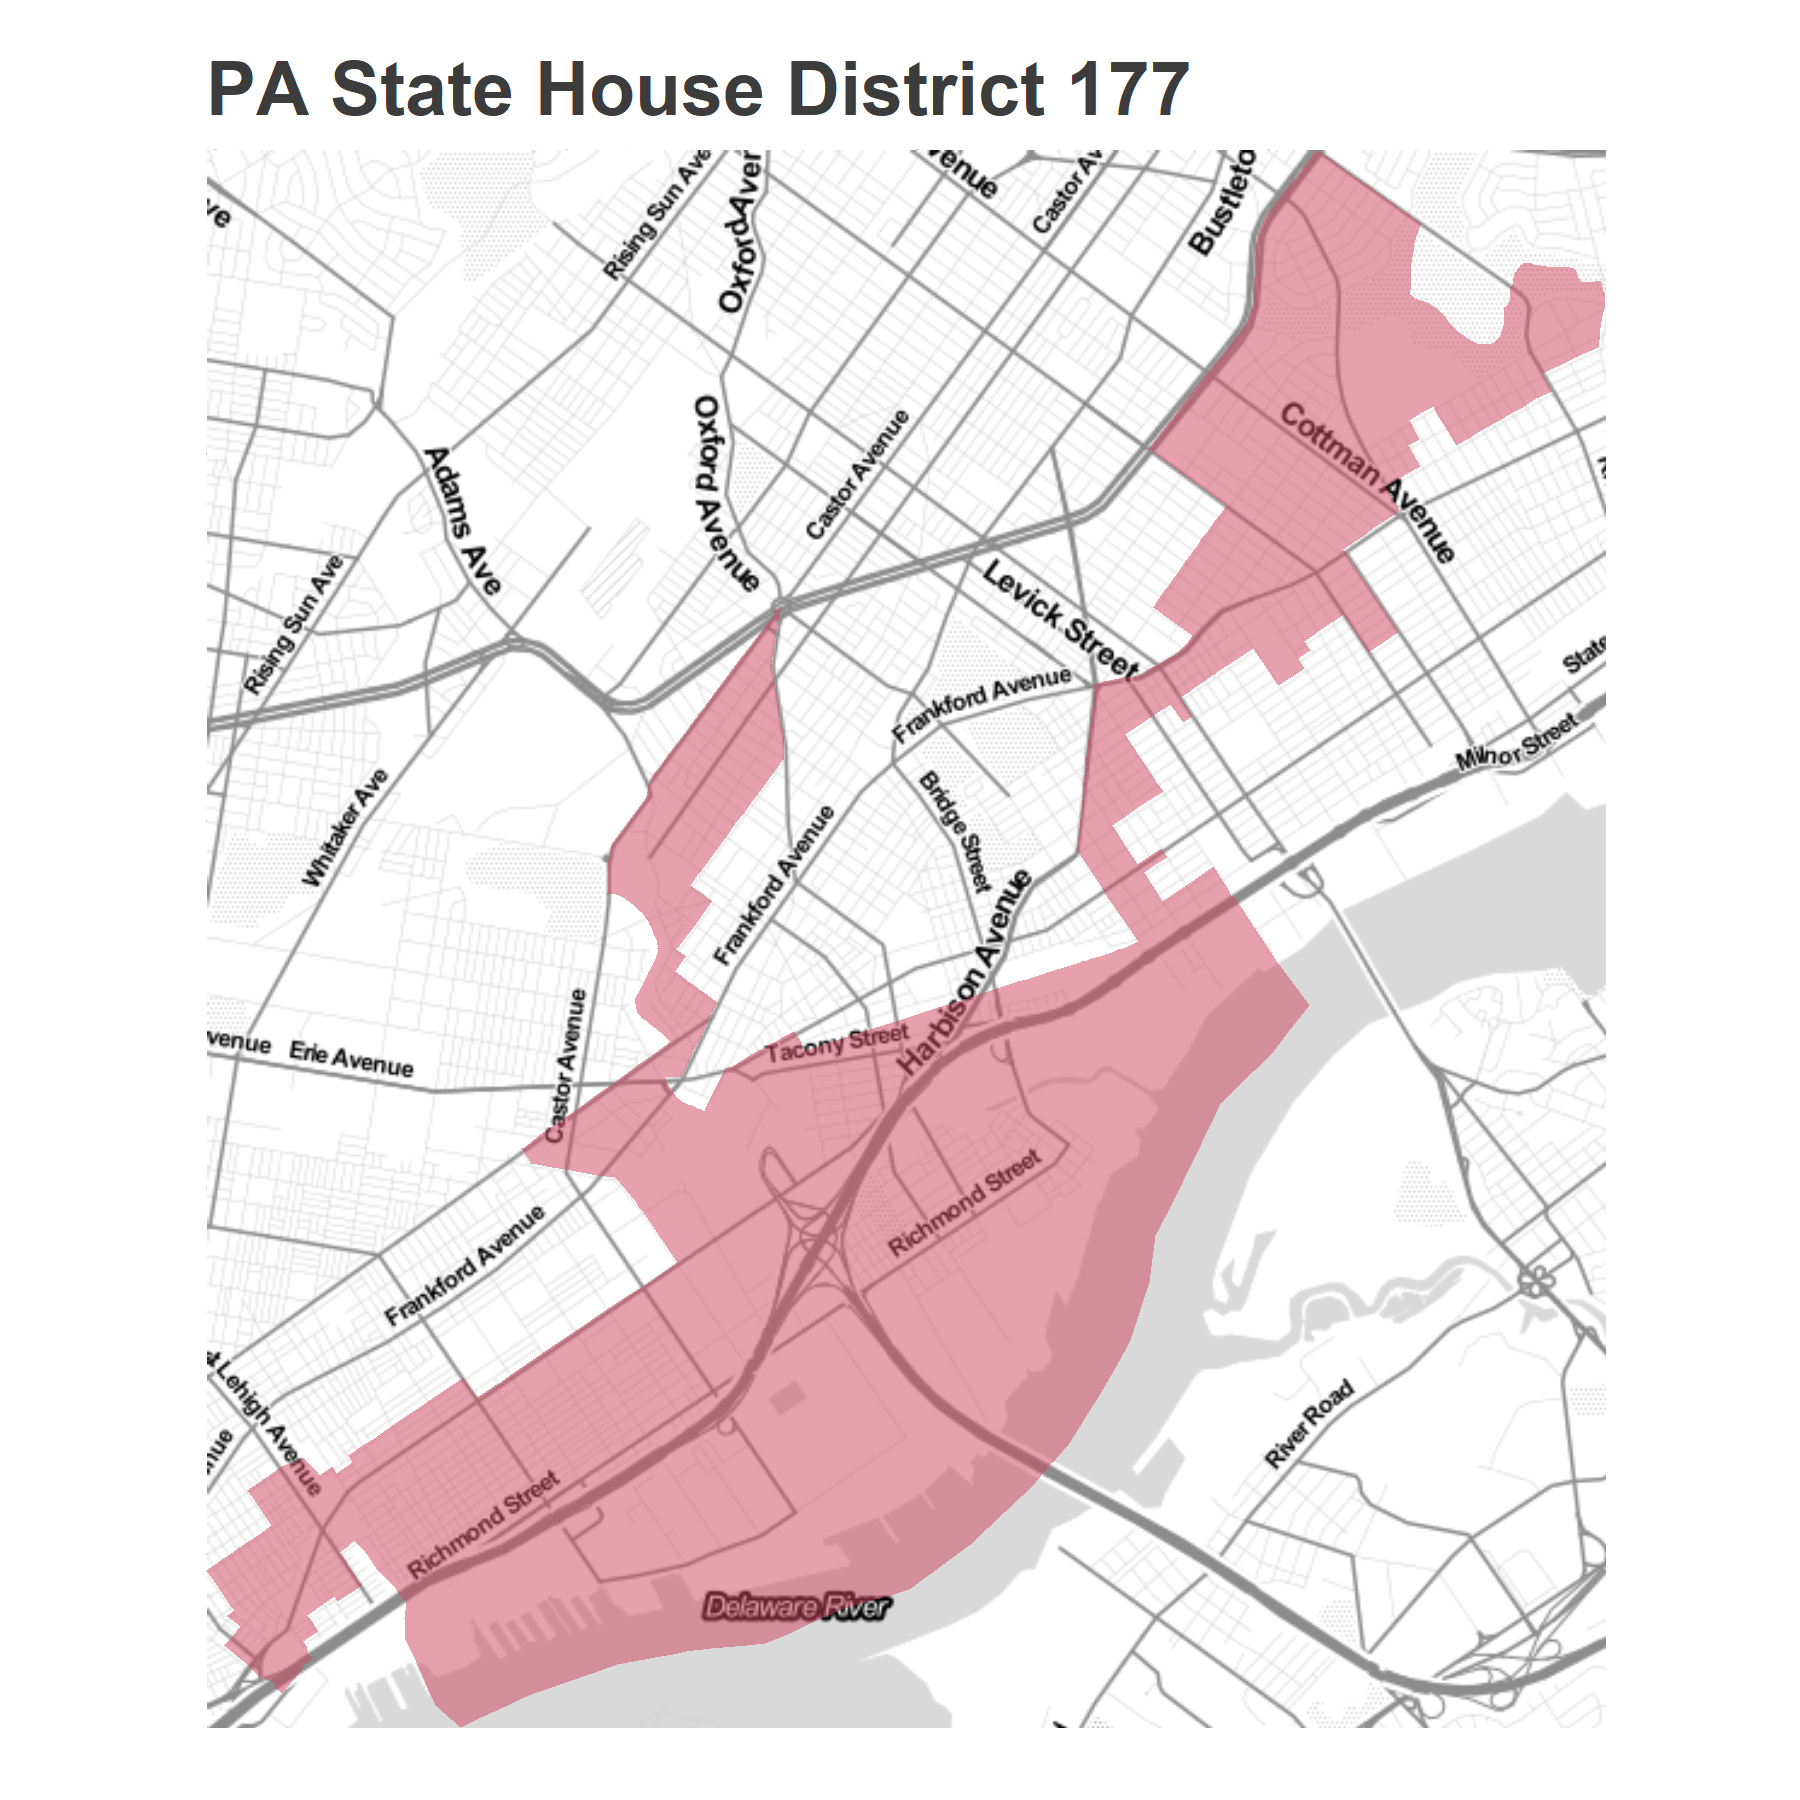 PA State House District 177
Rising Sun Ave
Oxford Aven
venue
Castor Av
Bustleto
ve
Oxford Avenue
Castor Avenue
Cottman Avenue
Adams Ave
Levick Street
Rising Sun Ave
State
Frankford Avenue
Milnor Street
Whitaker Ave
Bridge Street
Frankford Avenue
Harbison Avenue
Castor Avenue
venue
Erie Avenue
Tacony Street
Richmond Street
Frankford Avenue
Lehigh Avenue
nue
River Road
Richmond Street
Delaware River